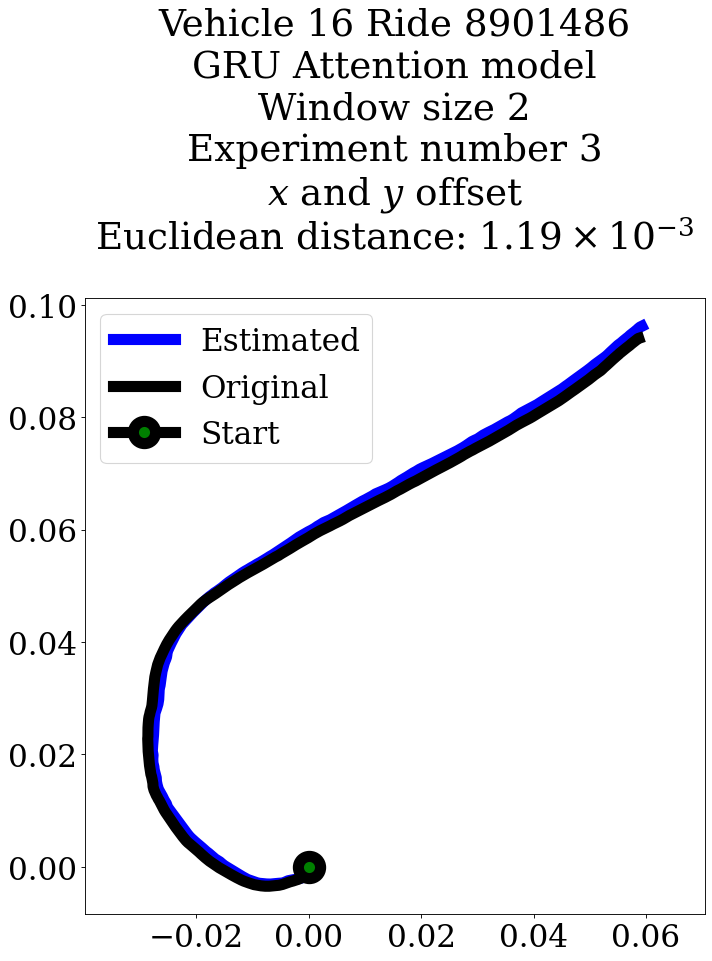 Vehicle 16 Ride 8901486
GRU Attention model
Window size 2
Experiment number 3
x and y offset
Euclidean distance: 1.19 × 10⁻³
0.10
Estimated
Original
0.08
Start
0.06
0.04
0.02
0.00
−0.02 0.00 0.02 0.04 0.06